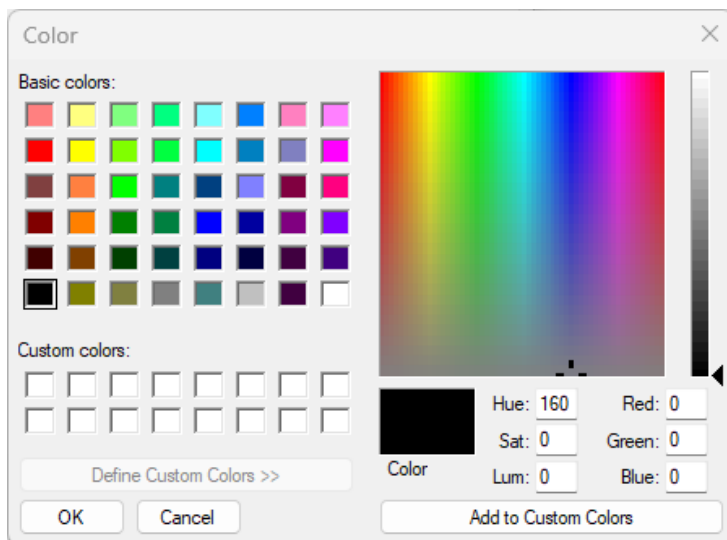 Color
Basic colors:
Custom colors:
Define Custom Colors >>
OK Cancel
Color
Hue: 160 Red: 0
Sat: 0 Green: 0
Lum: 0 Blue: 0
Add to Custom Colors